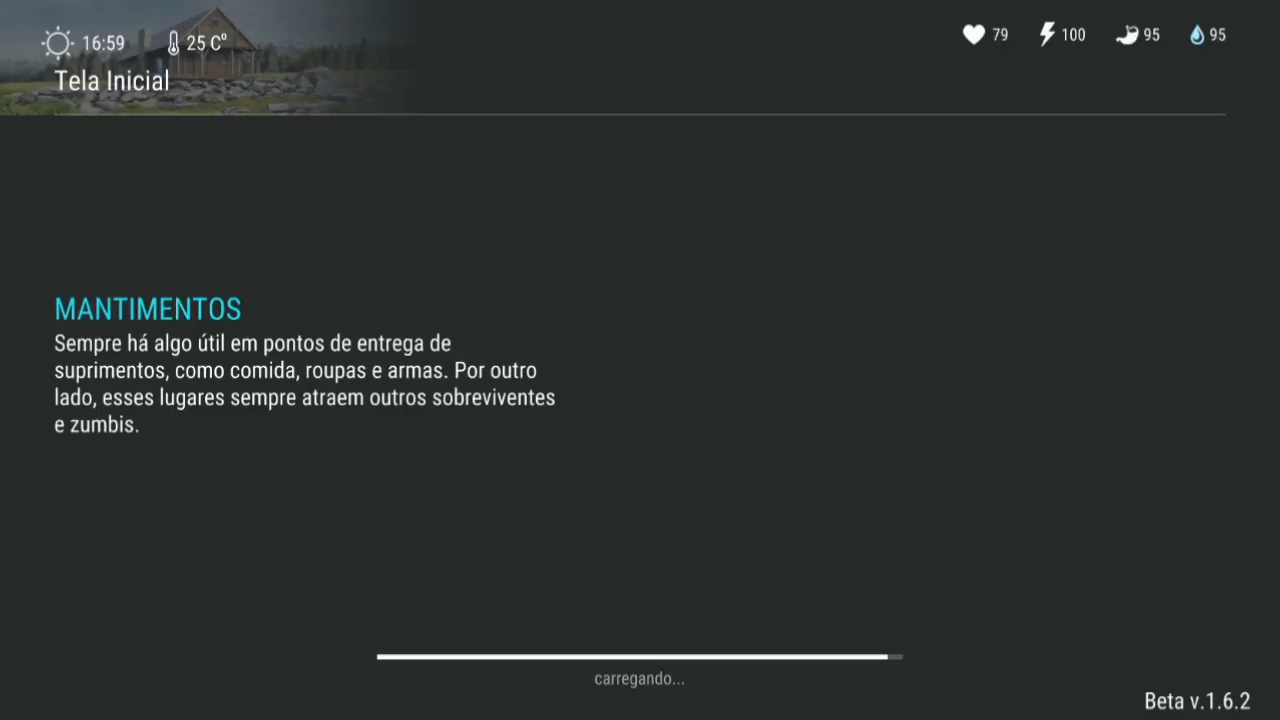 16:59
25 Cº
79
100
95
95
Tela Inicial
MANTIMENTOS
Sempre há algo útil em pontos de entrega de
suprimentos, como comida, roupas e armas. Por outro
lado, esses lugares sempre atraem outros sobreviventes
e zumbis.
carregando...
Beta v.1.6.2